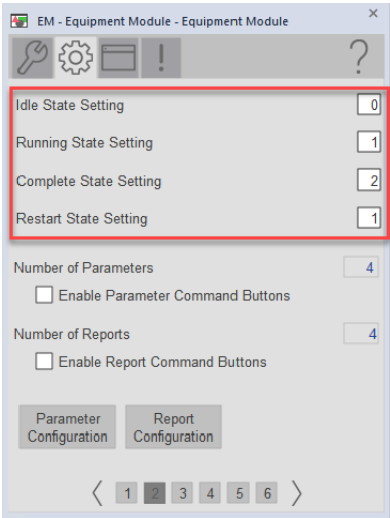 EM - Equipment Module - Equipment Module
×
!
?
Idle State Setting 0
Running State Setting 1
Complete State Setting 2
Restart State Setting 1
Number of Parameters 4
Enable Parameter Command Buttons
Number of Reports 4
Enable Report Command Buttons
Parameter
Configuration
Report
Configuration
1 2 3 4 5 6